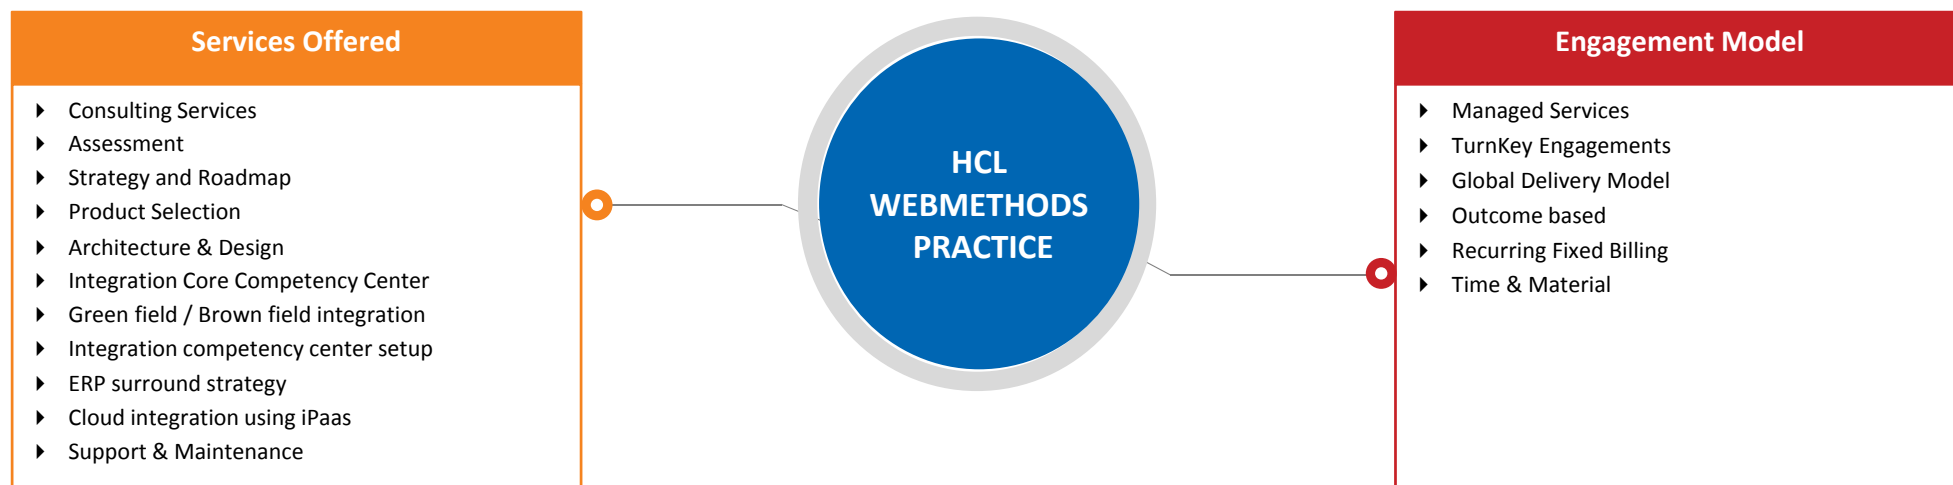 Services Offered
Consulting Services
Assessment
Strategy and Roadmap
Product Selection
Architecture & Design
Integration Core Competency Center
Green field / Brown field integration
Integration competency center setup
ERP surround strategy
Cloud integration using iPaas
Support & Maintenance
HCL
WEBMETHODS
PRACTICE
Engagement Model
Managed Services
TurnKey Engagements
Global Delivery Model
Outcome based
Recurring Fixed Billing
Time & Material